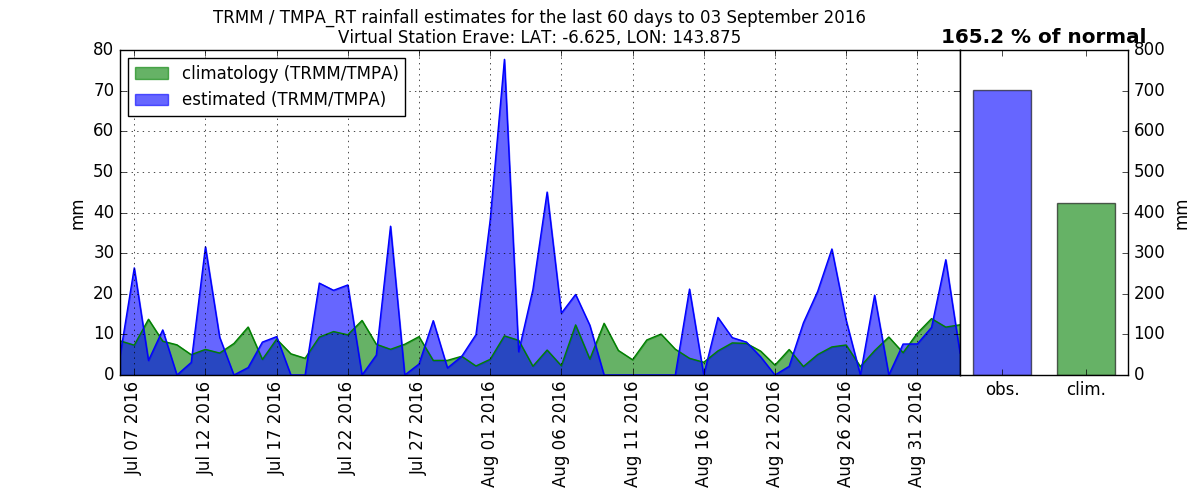 TRMM / TMPA_RT rainfall estimates for the last 60 days to 03 September 2016
Virtual Station Erave: LAT: -6.625, LON: 143.875
165.2 % of normal
climatology (TRMM/TMPA)
estimated (TRMM/TMPA)
80
70
60
50
40
30
20
10
0
mm
Jul 07 2016
Jul 12 2016
Jul 17 2016
Jul 22 2016
Jul 27 2016
Aug 01 2016
Aug 06 2016
Aug 11 2016
Aug 16 2016
Aug 21 2016
Aug 26 2016
Aug 31 2016
obs.
clim.
800
700
600
500
400
300
200
100
0
mm